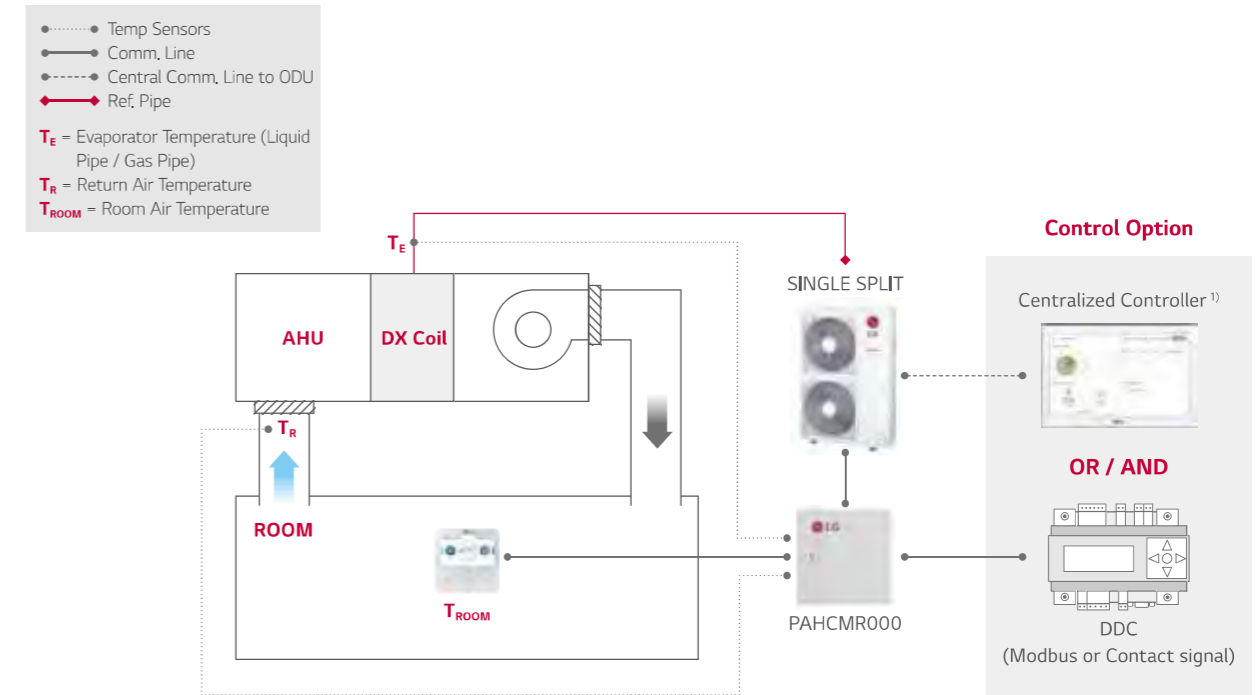 Temp Sensors
Comm. Line
Central Comm. Line to ODU
Ref. Pipe
TE = Evaporator Temperature (Liquid
Pipe / Gas Pipe)
TR = Return Air Temperature
TROOM = Room Air Temperature
TE
Control Option
SINGLE SPLIT
Centralized Controller 1)
AHU
DX Coil
LG
TR
OR / AND
ROOM
LG
TROOM
PAHCMR000
DDC
(Modbus or Contact signal)